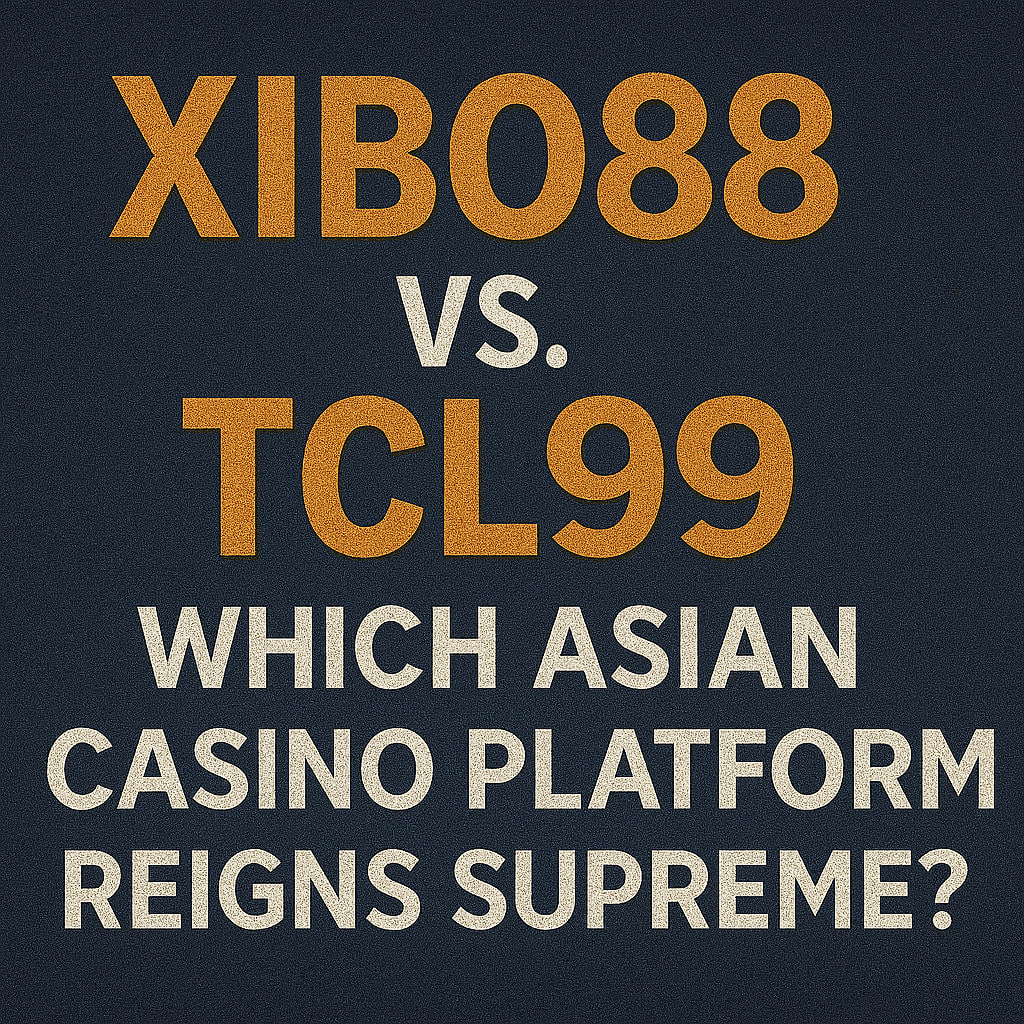 XIBO88
VS.
TCL99
WHICH ASIAN
CASINO PLATFORM
REIGNS SUPREME?